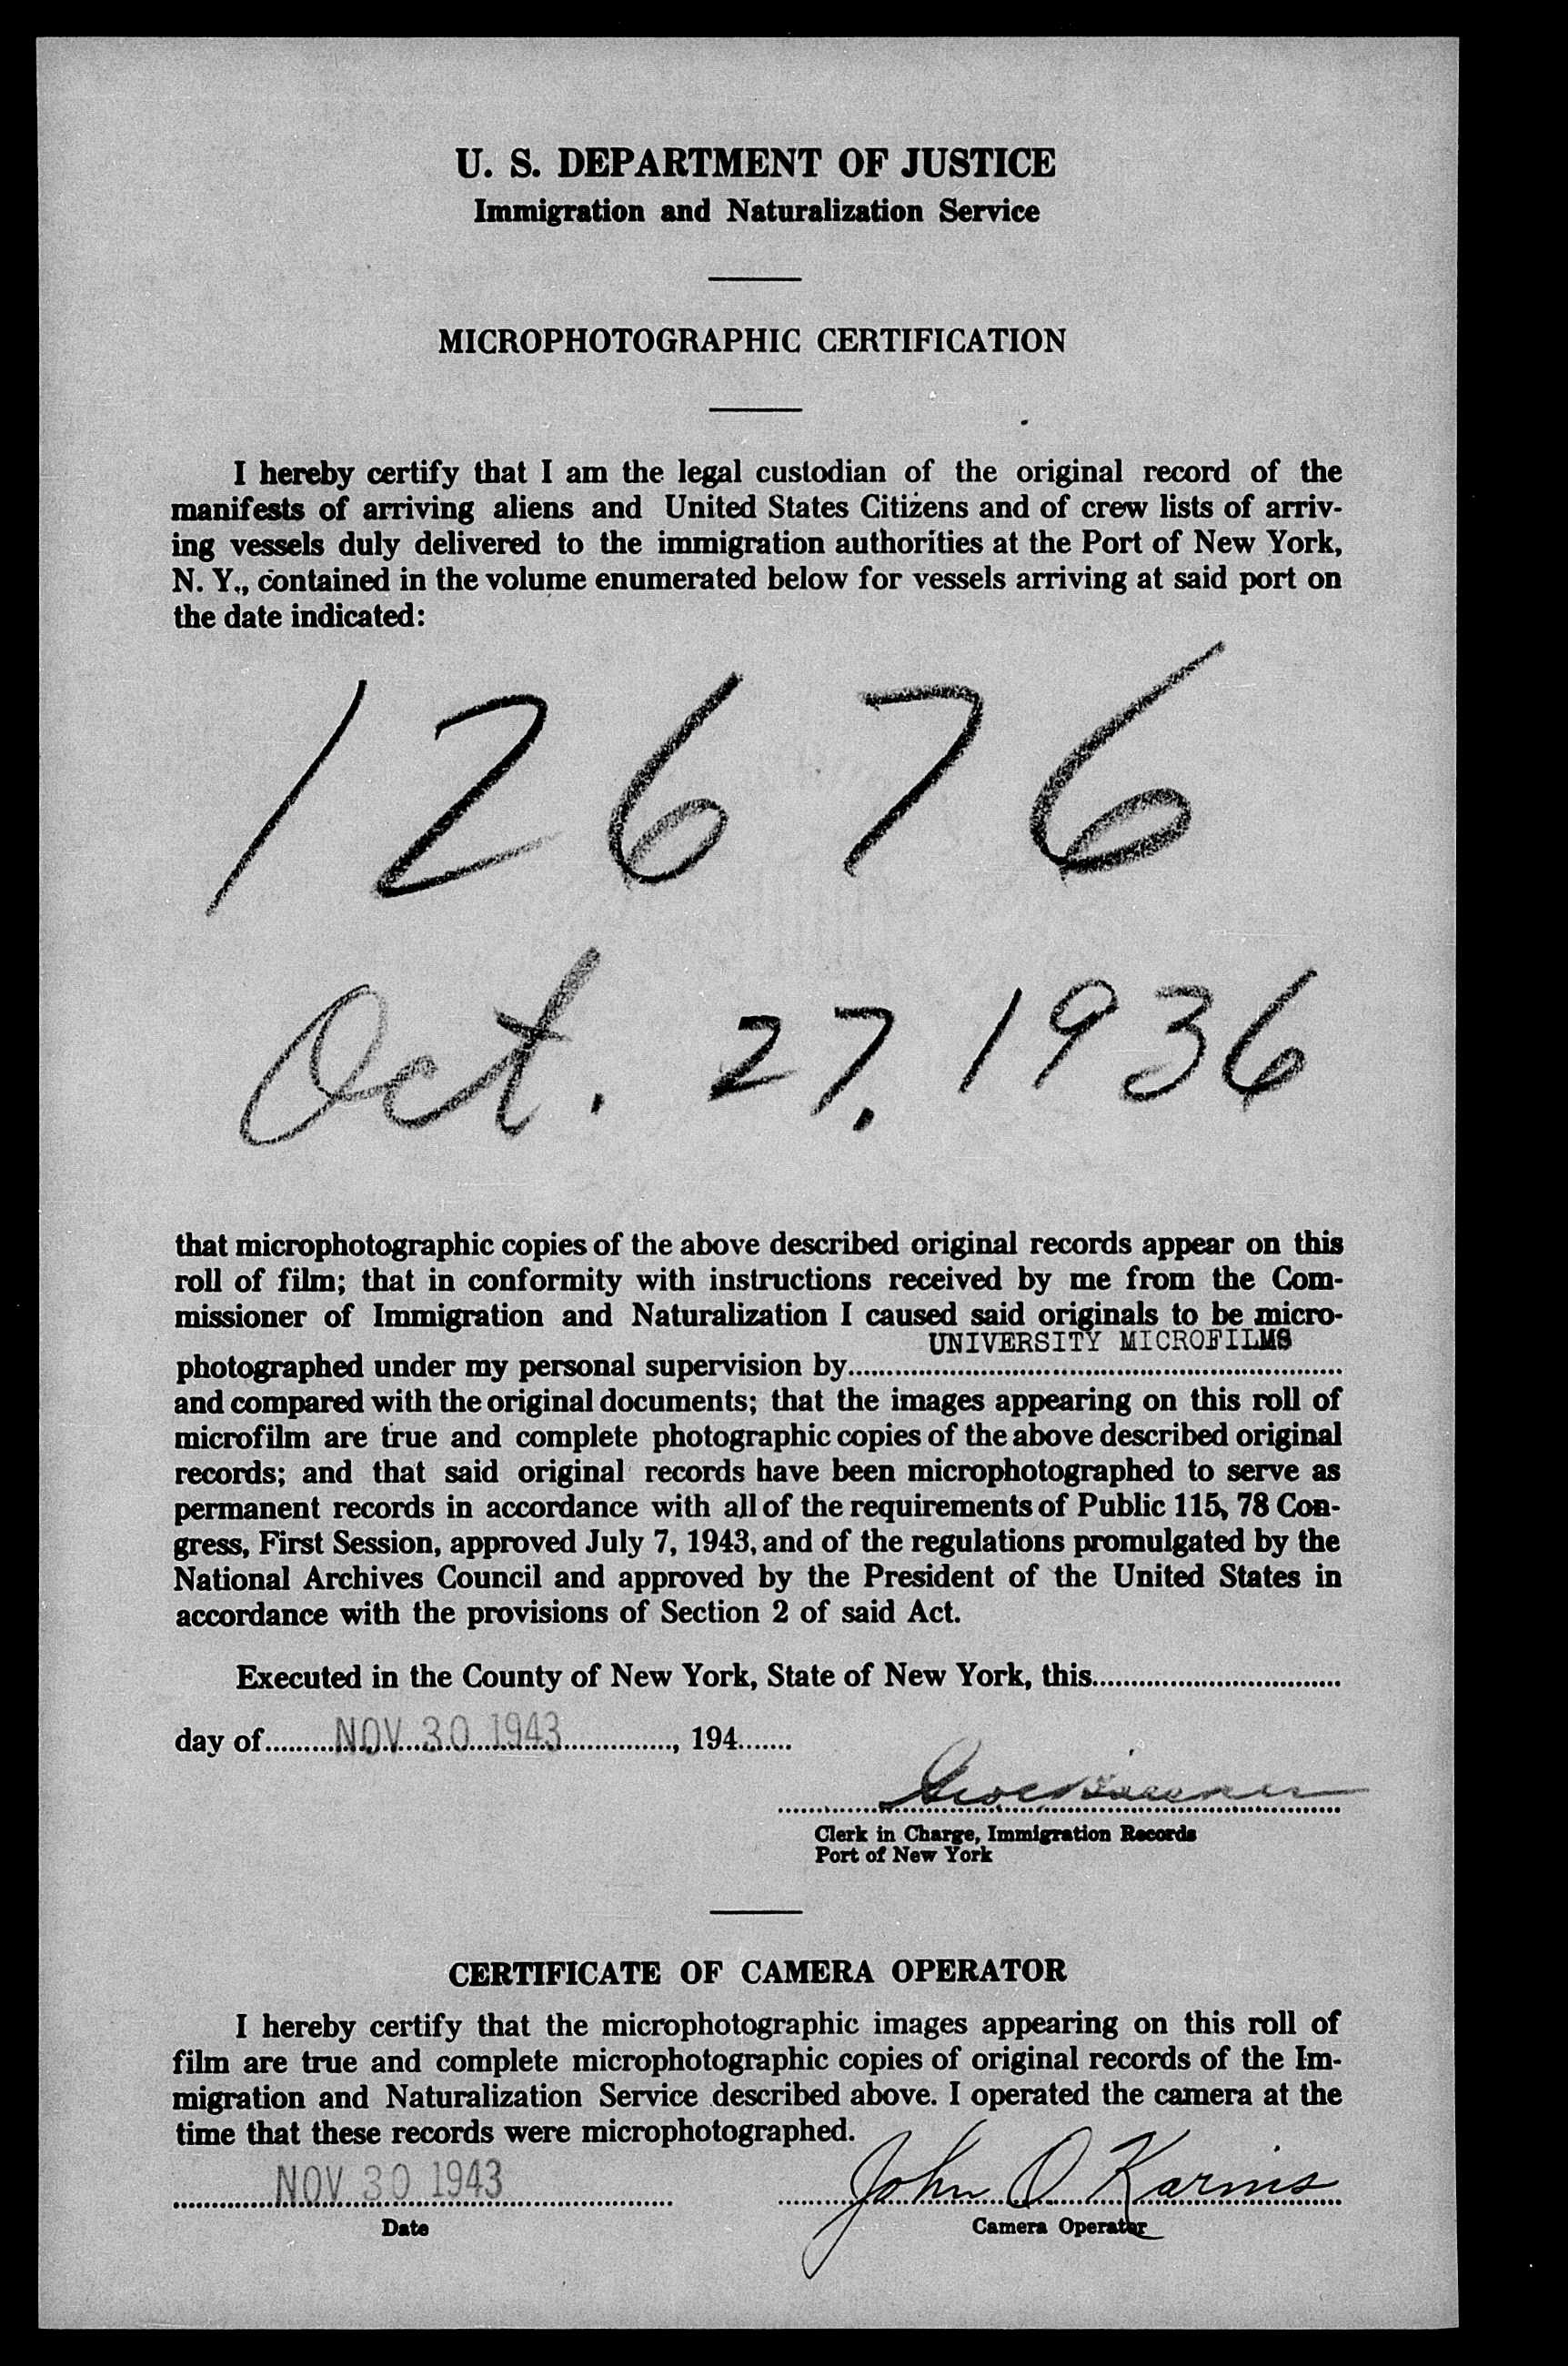 U. S. DEPARTMENT OF JUSTICE
Immigration and Naturalization Service
MICROPHOTOGRAPHIC CERTIFICATION
I hereby certify that I am the legal custodian of the original record of the
manifests of arriving aliens and United States Citizens and of crew lists of arriv-
ing vessels duly delivered to the immigration authorities at the Port of New York,
N. Y., contained in the volume enumerated below for vessels arriving at said port on
the date indicated:
12676
Oct. 27. 1936
that microphotographic copies of the above described original records appear on this
roll of film; that in conformity with instructions received by me from the Com-
missioner of Immigration and Naturalization I caused said originals to be micro-
UNIVERSITY MICROFILMS
photographed under my personal supervision by
and compared with the original documents; that the images appearing on this roll of
microfilm are true and complete photographic copies of the above described original
records; and that said original records have been microphotographed to serve as
permanent records in accordance with all of the requirements of Public 115, 78 Con-
gress, First Session, approved July 7, 1943, and of the regulations promulgated by the
National Archives Council and approved by the President of the United States in
accordance with the provisions of Section 2 of said Act.
Executed in the County of New York, State of New York, this
day of NOV 30 1943, 194
Clerk in Charge, Immigration Records
Port of New York
CERTIFICATE OF CAMERA OPERATOR
I hereby certify that the microphotographic images appearing on this roll of
film are true and complete microphotographic copies of original records of the Im-
migration and Naturalization Service described above. I operated the camera at the
time that these records were microphotographed.
NOV 30 1943 John O Karins
Date Camera Operator